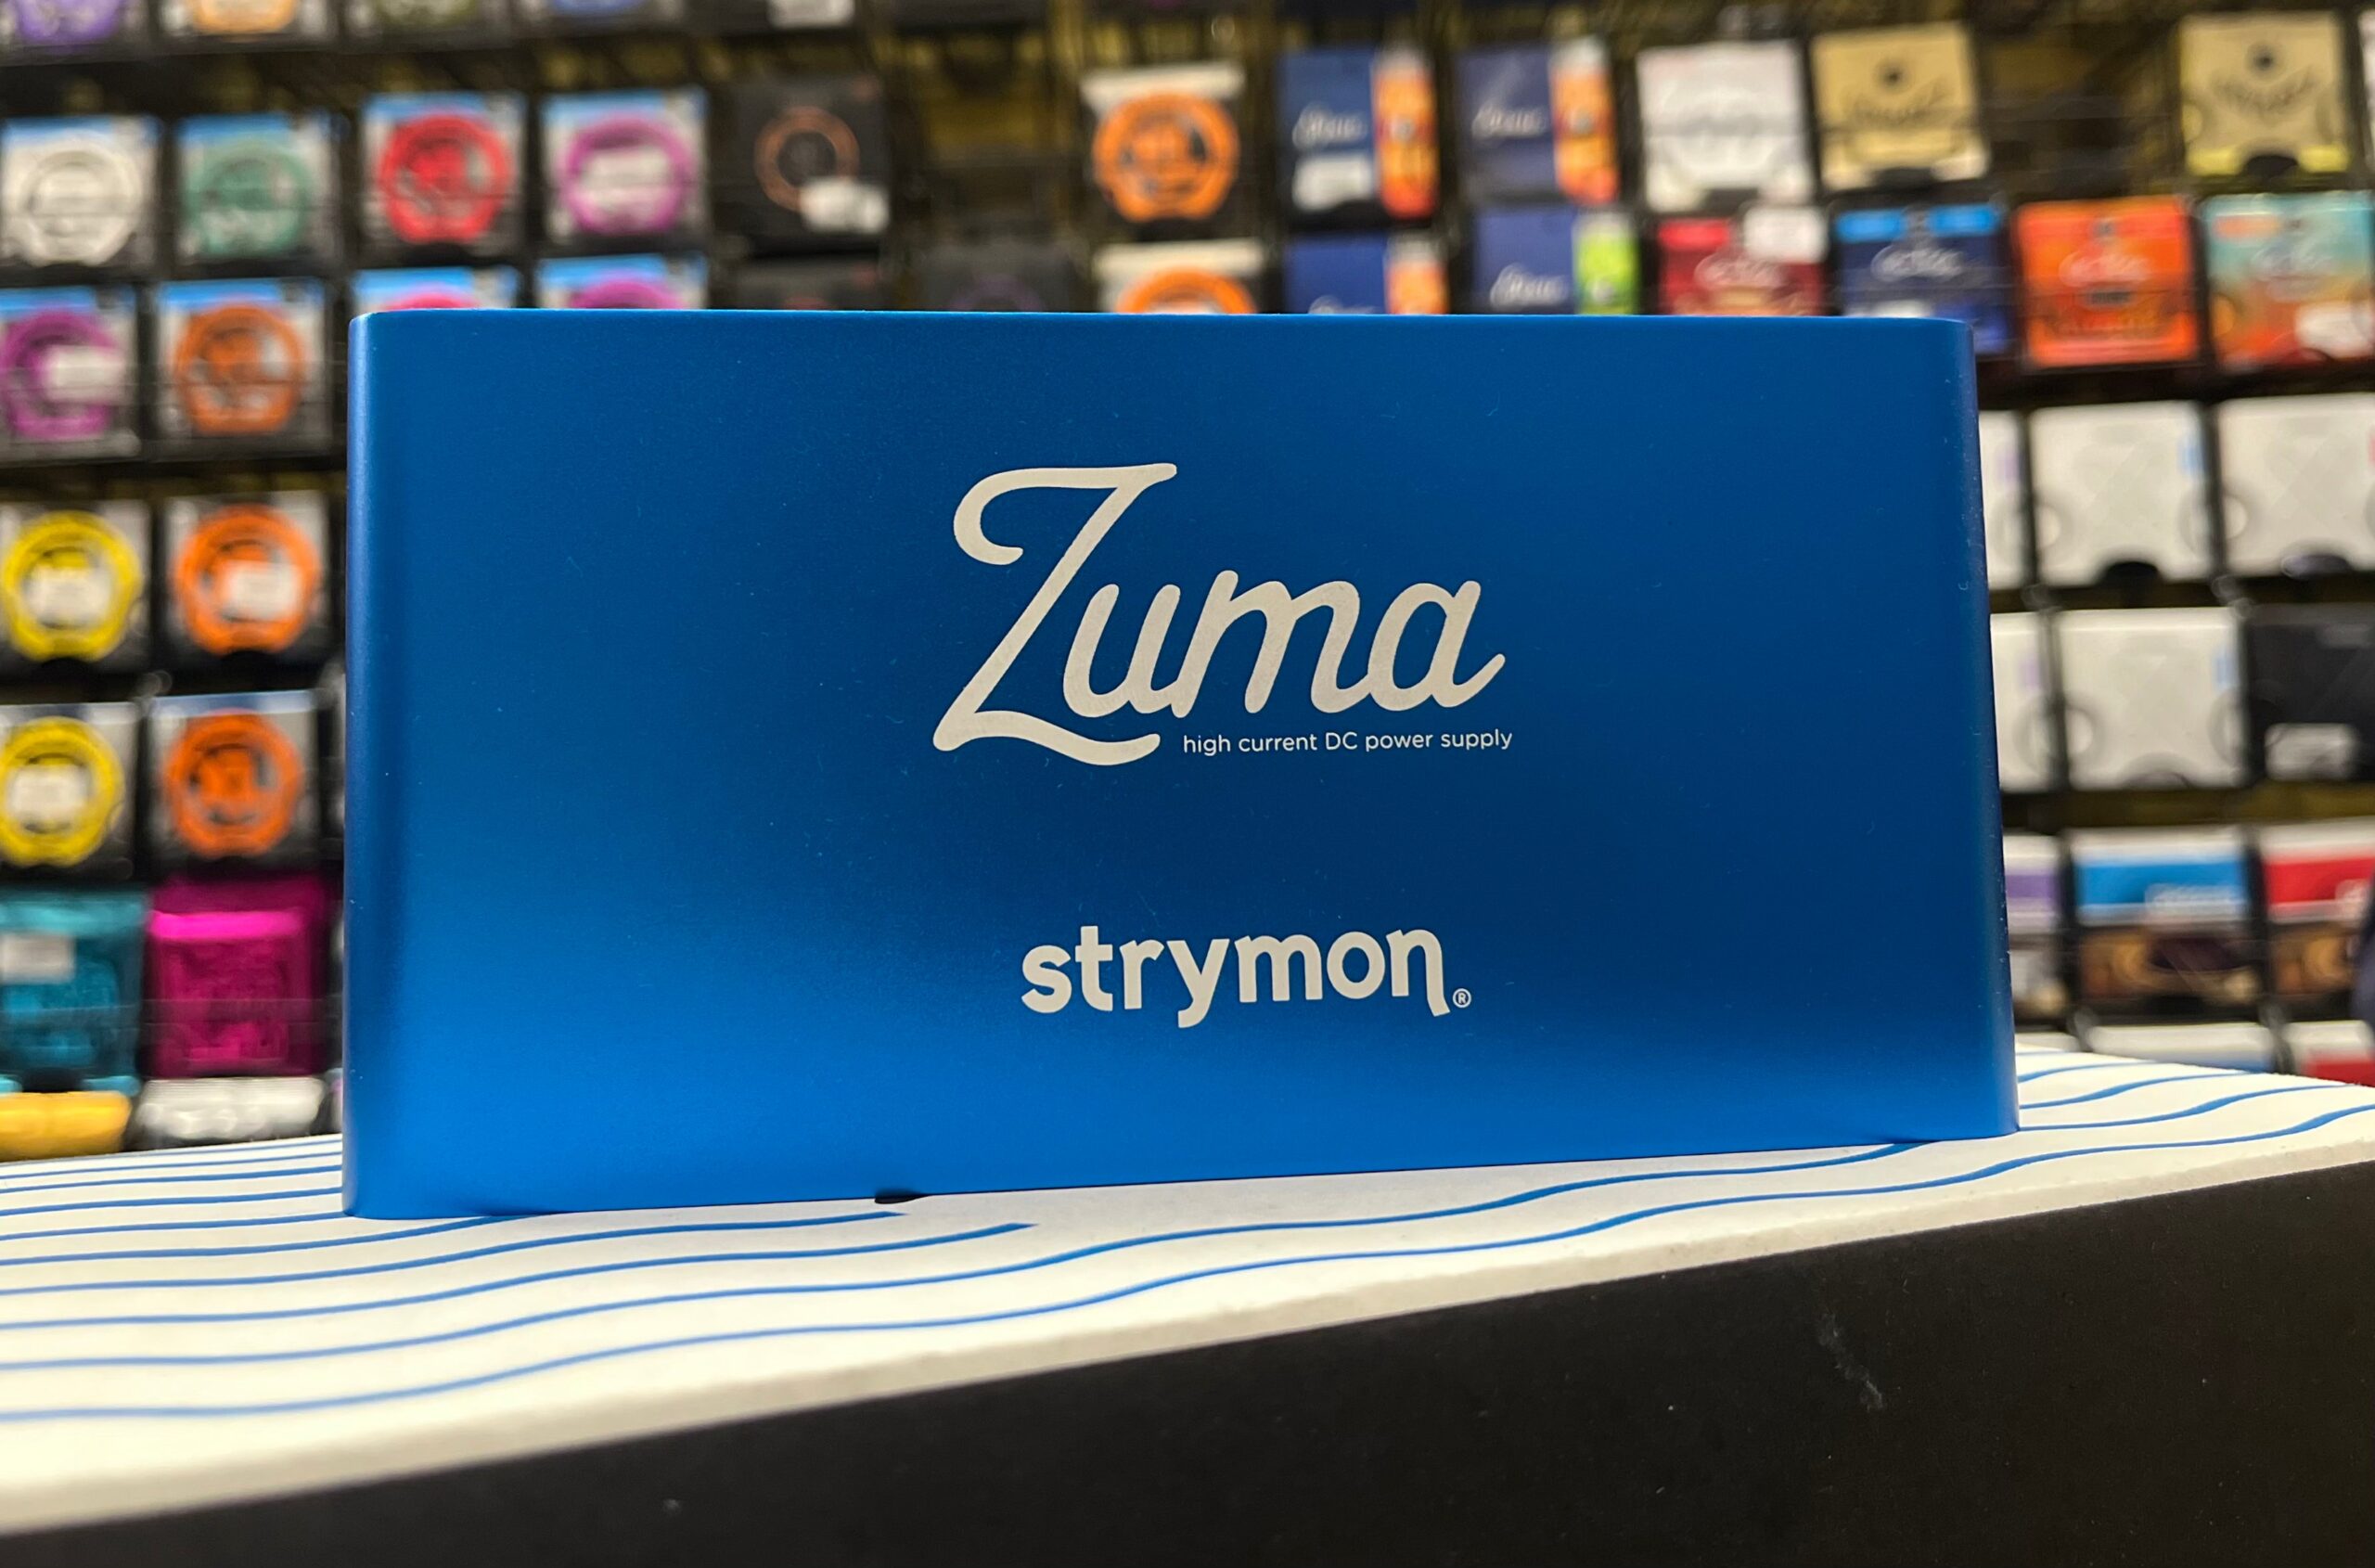 Zuma
high current DC power supply
strymon®